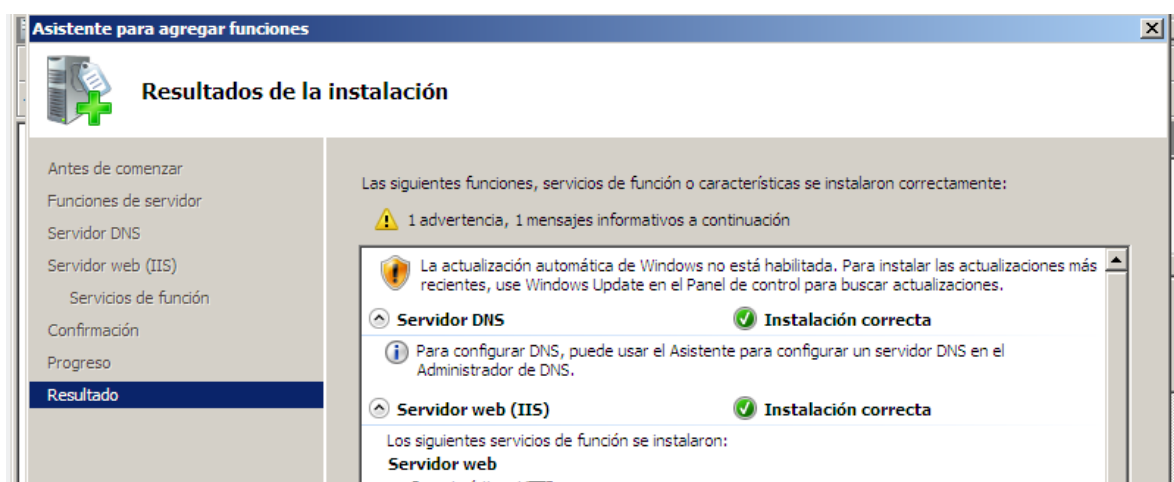 Asistente para agregar funciones
Resultados de la instalación
Antes de comenzar
Funciones de servidor
Servidor DNS
Servidor web (IIS)
Servicios de función
Confirmación
Progreso
Resultado
Las siguientes funciones, servicios de función o características se instalaron correctamente:
1 advertencia, 1 mensajes informativos a continuación
La actualización automática de Windows no está habilitada. Para instalar las actualizaciones más
recientes, use Windows Update en el Panel de control para buscar actualizaciones.
Servidor DNS Instalación correcta
Para configurar DNS, puede usar el Asistente para configurar un servidor DNS en el
Administrador de DNS.
Servidor web (IIS) Instalación correcta
Los siguientes servicios de función se instalaron:
Servidor web